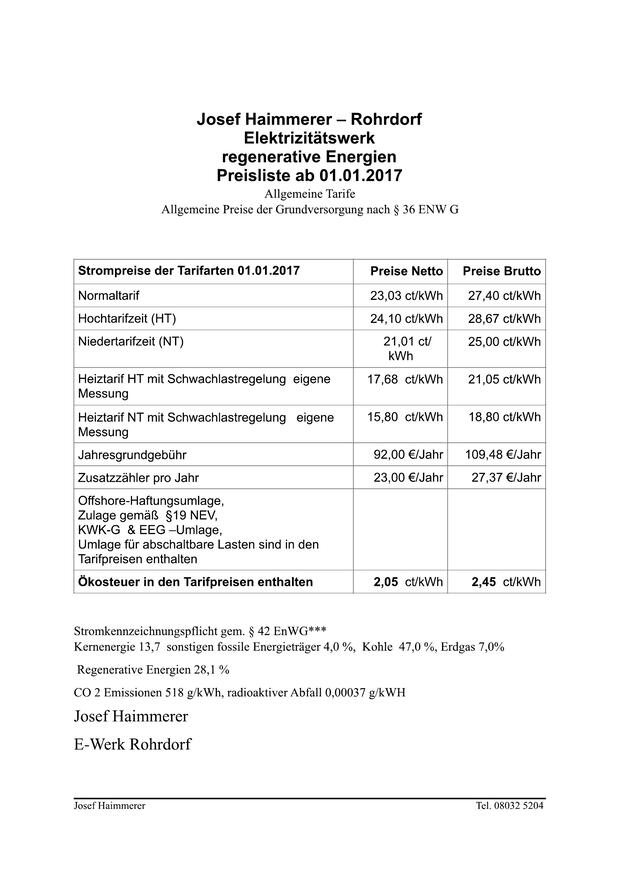 Josef Haimmerer – Rohrdorf
Elektrizitätswerk
regenerative Energien
Preisliste ab 01.01.2017
Allgemeine Tarife
Allgemeine Preise der Grundversorgung nach § 36 ENW G
Strompreise der Tarifarten 01.01.2017 Preise Netto Preise Brutto
Normaltarif 23,03 ct/kWh 27,40 ct/kWh
Hochtarifzeit (HT) 24,10 ct/kWh 28,67 ct/kWh
Niedertarifzeit (NT) 21,01 ct/ 25,00 ct/kWh
kWh
Heiztarif HT mit Schwachlastregelung eigene 17,68 ct/kWh 21,05 ct/kWh
Messung
Heiztarif NT mit Schwachlastregelung eigene 15,80 ct/kWh 18,80 ct/kWh
Messung
Jahresgrundgebühr 92,00 €/Jahr 109,48 €/Jahr
Zusatzzähler pro Jahr 23,00 €/Jahr 27,37 €/Jahr
Offshore-Haftungsumlage,
Zulage gemäß §19 NEV,
KWK-G & EEG –Umlage,
Umlage für abschaltbare Lasten sind in den
Tarifpreisen enthalten
Ökosteuer in den Tarifpreisen enthalten 2,05 ct/kWh 2,45 ct/kWh
Stromkennzeichnungspflicht gem. § 42 EnWG***
Kernenergie 13,7 sonstigen fossile Energieträger 4,0 %, Kohle 47,0 %, Erdgas 7,0%
Regenerative Energien 28,1 %
CO 2 Emissionen 518 g/kWh, radioaktiver Abfall 0,00037 g/kWH
Josef Haimmerer
E-Werk Rohrdorf
Josef Haimmerer Tel. 08032 5204